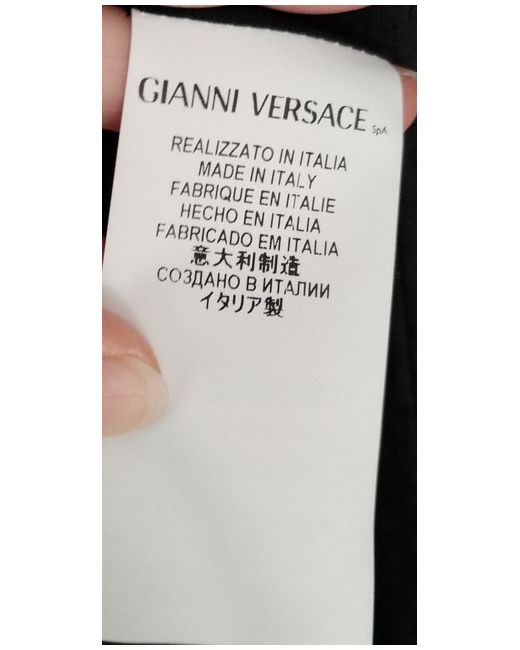 GIANNI VERSACE SpA
REALIZZATO IN ITALIA
MADE IN ITALY
FABRIQUE EN ITALIE
HECHO EN ITALIA
FABRICADO EM ITALIA
意大利制造
СОЗДАНО В ИТАЛИИ
イタリア製